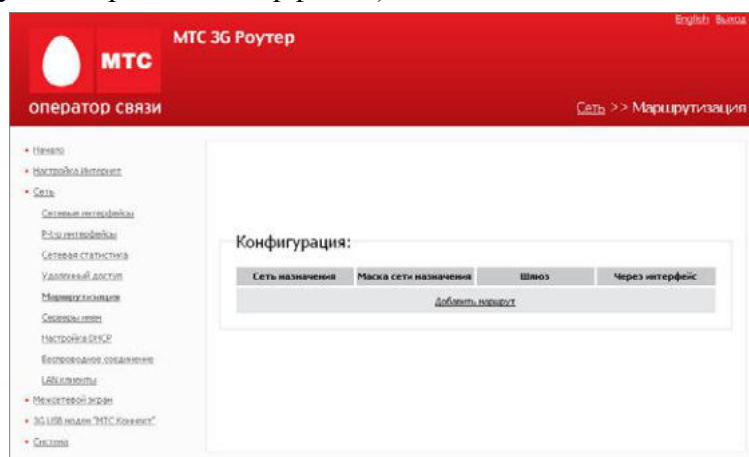 English Выход
МТС 3G Роутер
МТС
оператор связи
Сеть >> Маршрутизация
Начало
Настройка Интернет
Сеть
Сетевые интерфейсы
P-t-p интерфейсы
Сетевая статистика
Удаленный доступ
Маршрутизация
Серверы имен
Настройка DHCP
Беспроводное соединение
LAN клиенты
Межсетевой экран
3G USB модем "МТС Коннект"
Система
Конфигурация:
Сеть назначения Маска сети назначения Шлюз Через интерфейс
Добавить маршрут